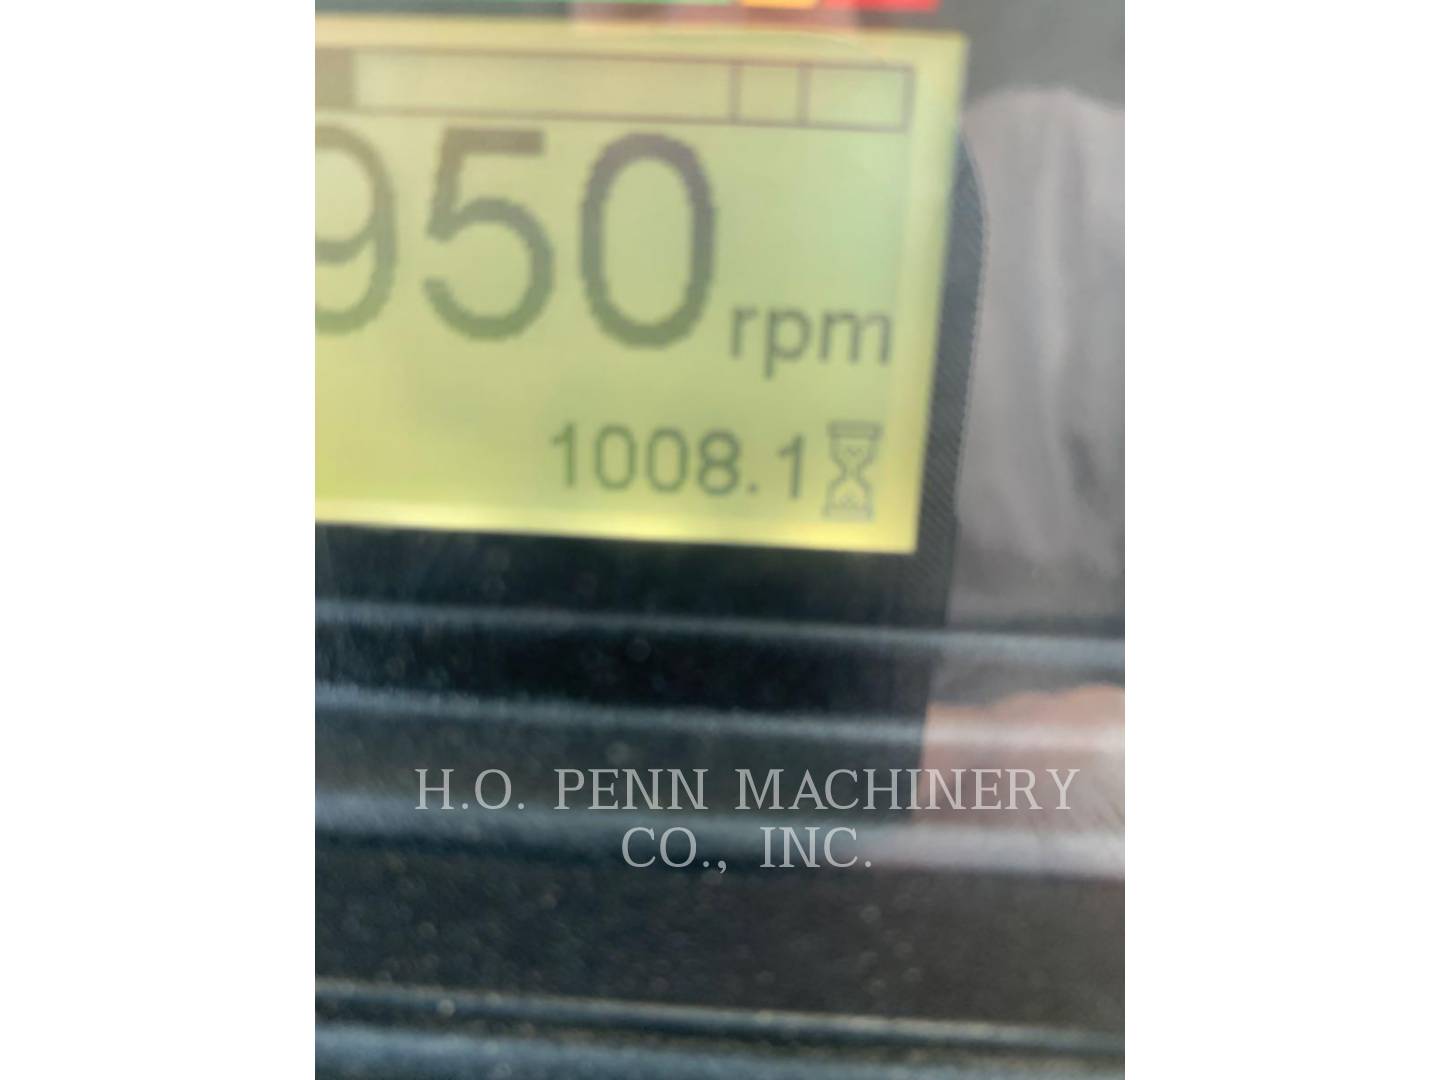 950 rpm
1008.1
H.O. PENN MACHINERY
CO., INC.